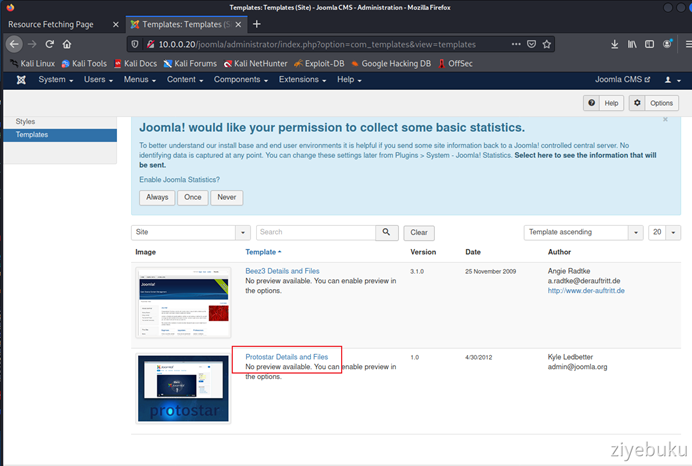 Templates: Templates (Site) - Joomla CMS - Administration - Mozilla Firefox
Resource Fetching Page
Templates: Templates (S
10.0.0.20/joomla/administrator/index.php?option=com_templates&view=templates
Kali Linux Kali Tools Kali Docs Kali Forums Kali NetHunter Exploit-DB Google Hacking DB OffSec
System Users Menus Content Components Extensions Help Joomla CMS
Help Options
Styles
Templates
Joomla! would like your permission to collect some basic statistics.
To better understand our install base and end user environments it is helpful if you send some site information back to a Joomla! controlled central server. No
identifying data is captured at any point. You can change these settings later from Plugins > System - Joomla! Statistics. Select here to see the information that will
be sent.
Enable Joomla Statistics?
Always Once Never
Site Search Clear Template ascending 20
Image Template Version Date Author
Beez3 Details and Files 3.1.0 25 November 2009 Angie Radtke
No preview available. You can enable preview in a.radtke@derauftritt.de
the options. http://www.der-auftritt.de
Protostar Details and Files 1.0 4/30/2012 Kyle Ledbetter
No preview available. You can enable preview in admin@joomla.org
the options.
protostar
ziyebuku